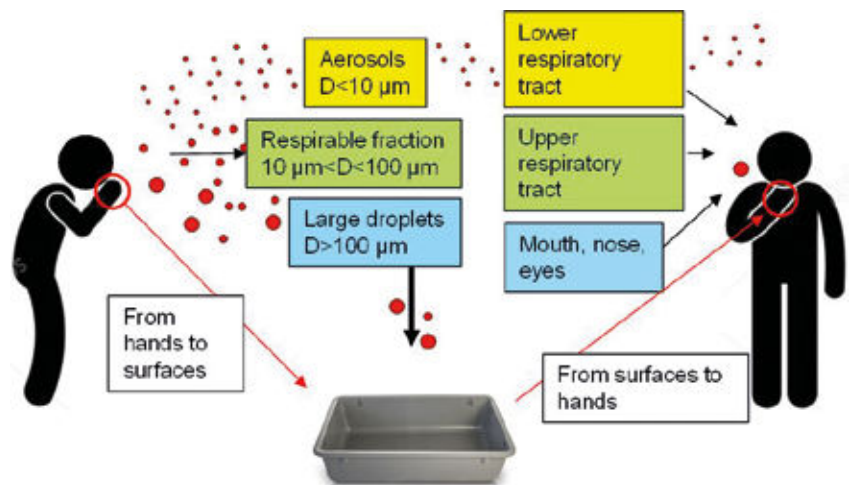 Aerosols
D<10 µm
Lower
respiratory
tract
Respirable fraction
10 µm<D<100 µm
Upper
respiratory
tract
Large droplets
D>100 µm
Mouth, nose,
eyes
From
hands to
surfaces
From surfaces to
hands